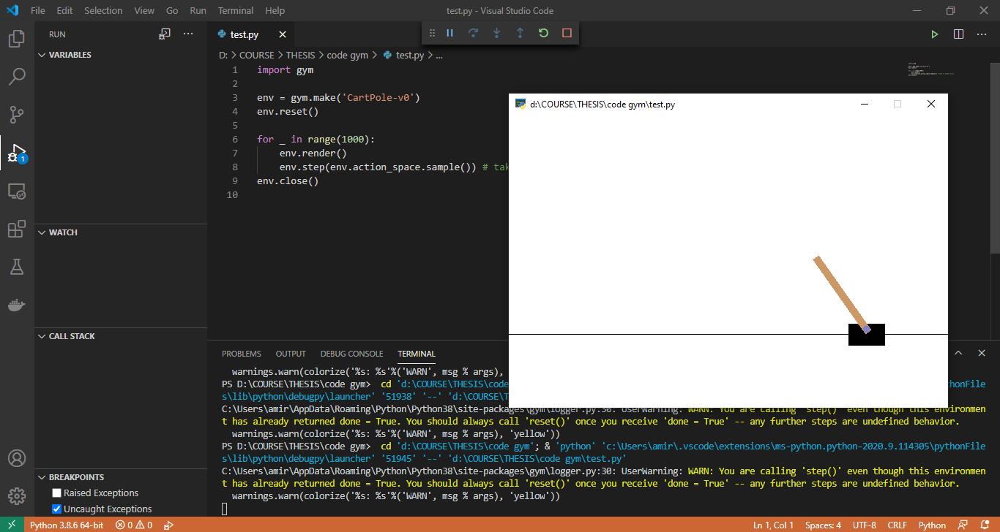 File Edit Selection View Go Run Terminal Help
test.py - Visual Studio Code
RUN
test.py
VARIABLES
D: > COURSE > THESIS > code gym > test.py > ...
1 import gym
2
3 env = gym.make('CartPole-v0')
4 env.reset()
5
6 for _ in range(1000):
7 env.render()
8 env.step(env.action_space.sample()) # tak
9 env.close()
10
d:\COURSE\THESIS\code gym\test.py
1
WATCH
CALL STACK
PROBLEMS OUTPUT DEBUG CONSOLE TERMINAL
warnings.warn(colorize('%s: %s'%('WARN', msg % args),
PS D:\COURSE\THESIS\code gym> cd 'd:\COURSE\THESIS\code
honFile
s\lib\python\debugpy\launcher' '51938' '--' 'd:\COURSE\T
C:\Users\amir\AppData\Roaming\Python\Python38\site-packages\gym\logger.py:30: UserWarning: WARN: You are calling 'step()' even though this environmen
t has already returned done = True. You should always call 'reset()' once you receive 'done = True' -- any further steps are undefined behavior.
warnings.warn(colorize('%s: %s'%('WARN', msg % args), 'yellow'))
PS D:\COURSE\THESIS\code gym> cd 'd:\COURSE\THESIS\code gym'; & 'python' 'c:\Users\amir\.vscode\extensions\ms-python.python-2020.9.114305\pythonFile
s\lib\python\debugpy\launcher' '51945' '--' 'd:\COURSE\THESIS\code gym\test.py'
C:\Users\amir\AppData\Roaming\Python\Python38\site-packages\gym\logger.py:30: UserWarning: WARN: You are calling 'step()' even though this environmen
t has already returned done = True. You should always call 'reset()' once you receive 'done = True' -- any further steps are undefined behavior.
warnings.warn(colorize('%s: %s'%('WARN', msg % args), 'yellow'))
BREAKPOINTS
Raised Exceptions
Uncaught Exceptions
Python 3.8.6 64-bit 0 0
Ln 1, Col 1 Spaces: 4 UTF-8 CRLF Python